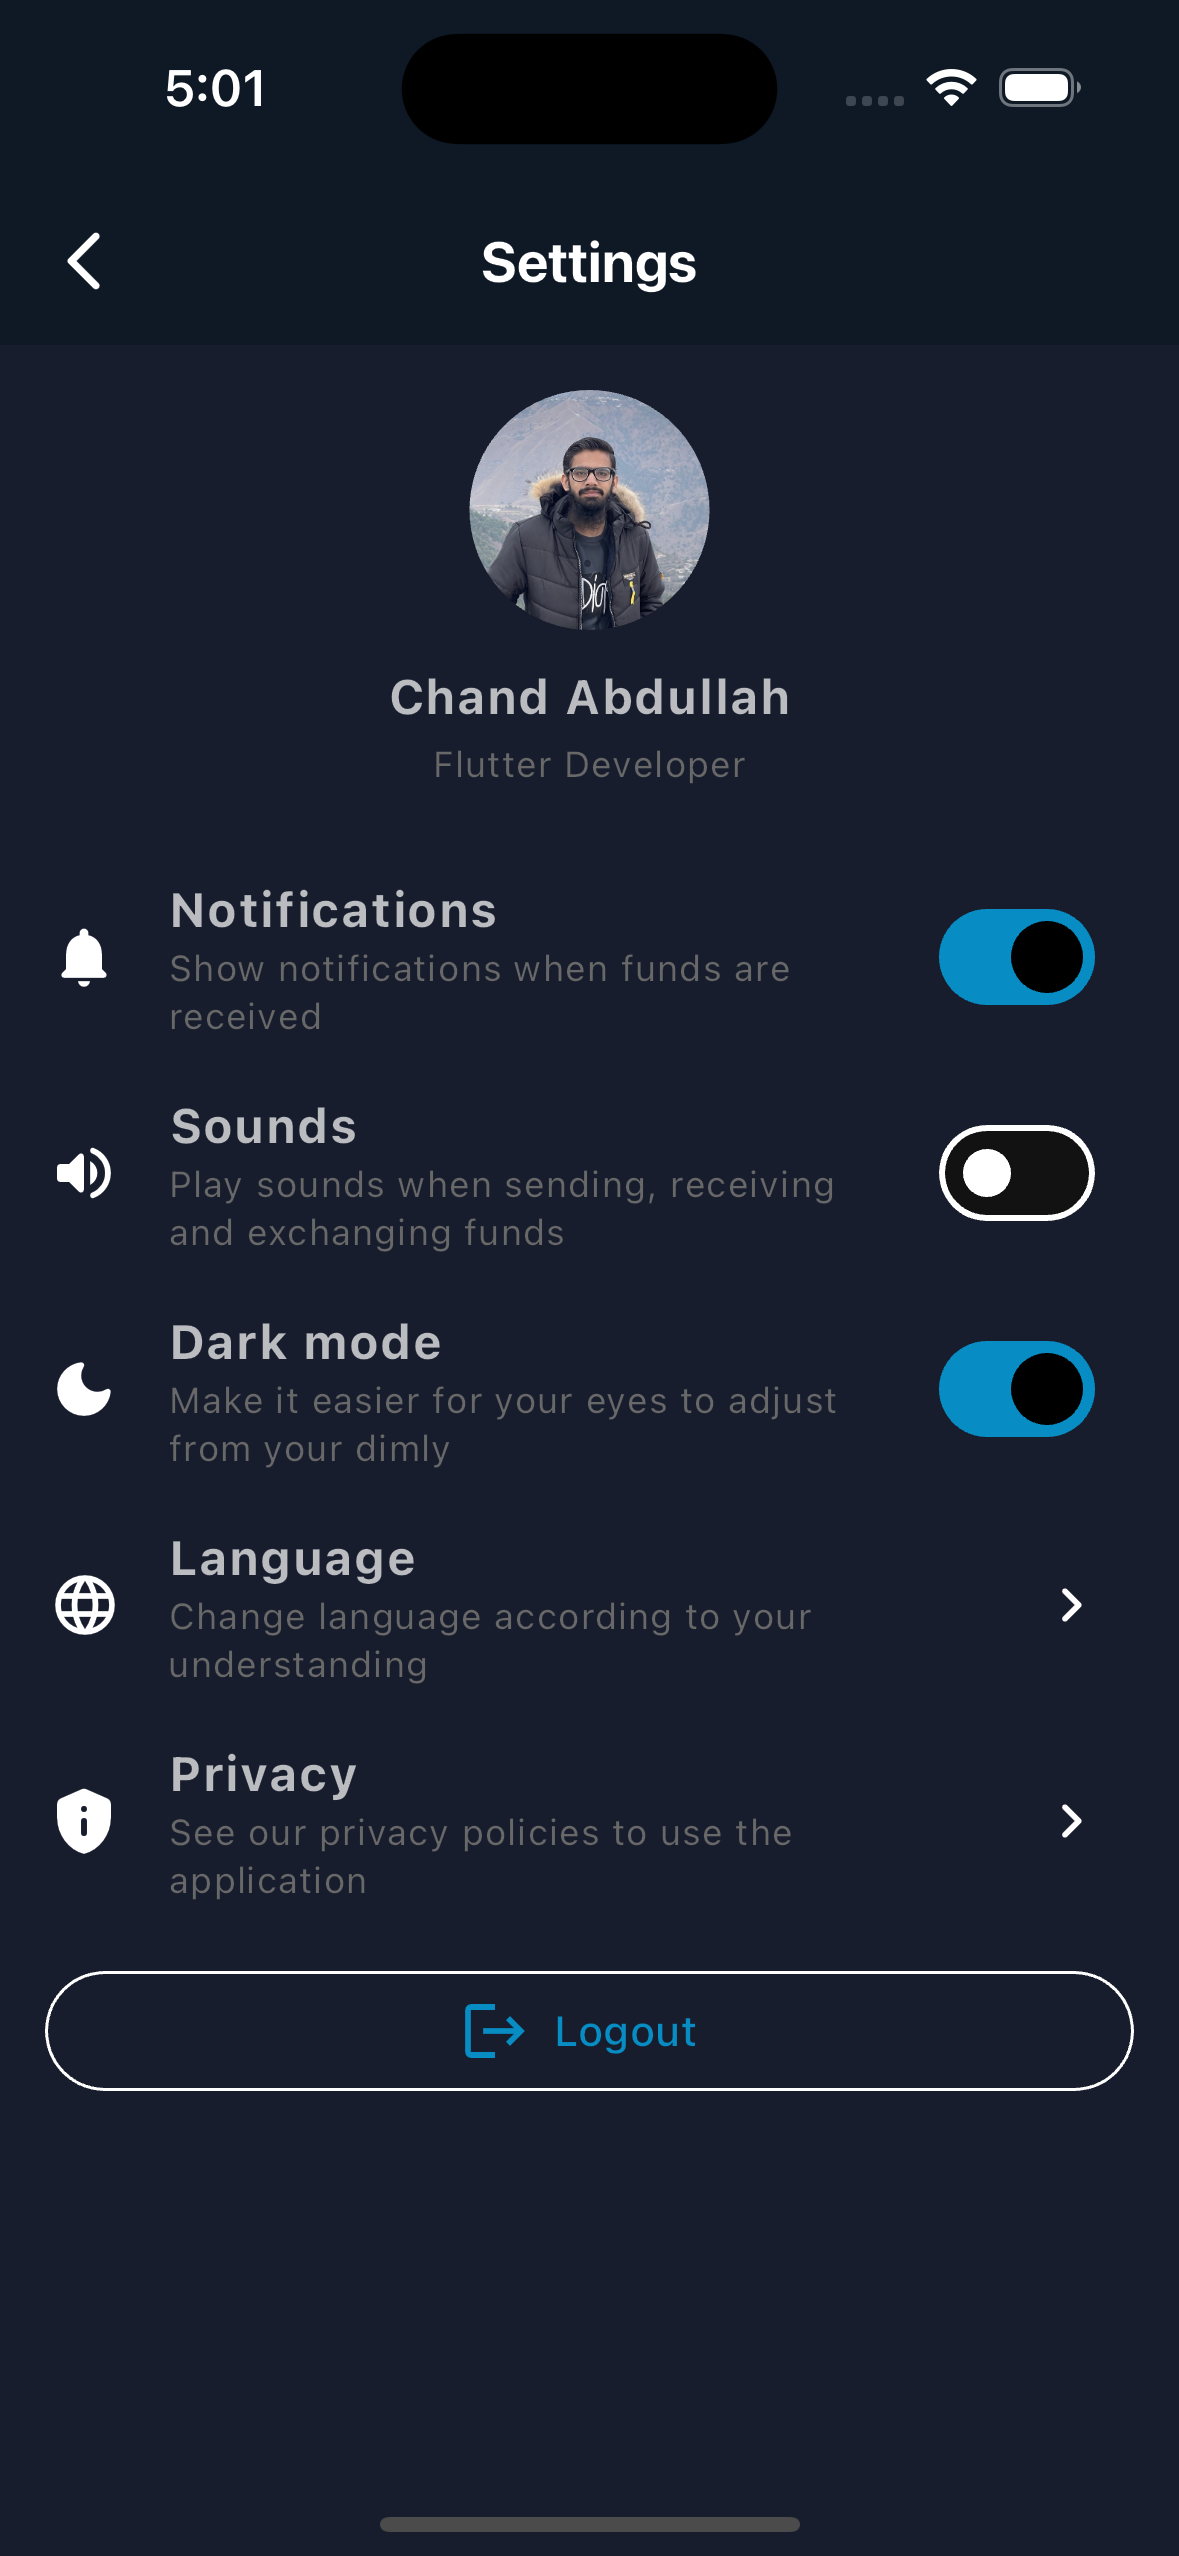 5:01
Settings
Chand Abdullah
Flutter Developer
Notifications
Show notifications when funds are
received
Sounds
Play sounds when sending, receiving
and exchanging funds
Dark mode
Make it easier for your eyes to adjust
from your dimly
Language
Change language according to your
understanding
Privacy
See our privacy policies to use the
application
Logout